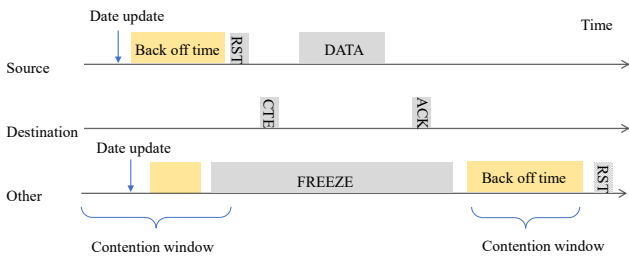 Date update
Time
Back off time
RST
DATA
Source
CTE
ACK
Destination
Date update
FREEZE
Back off time
RST
Other
Contention window
Contention window